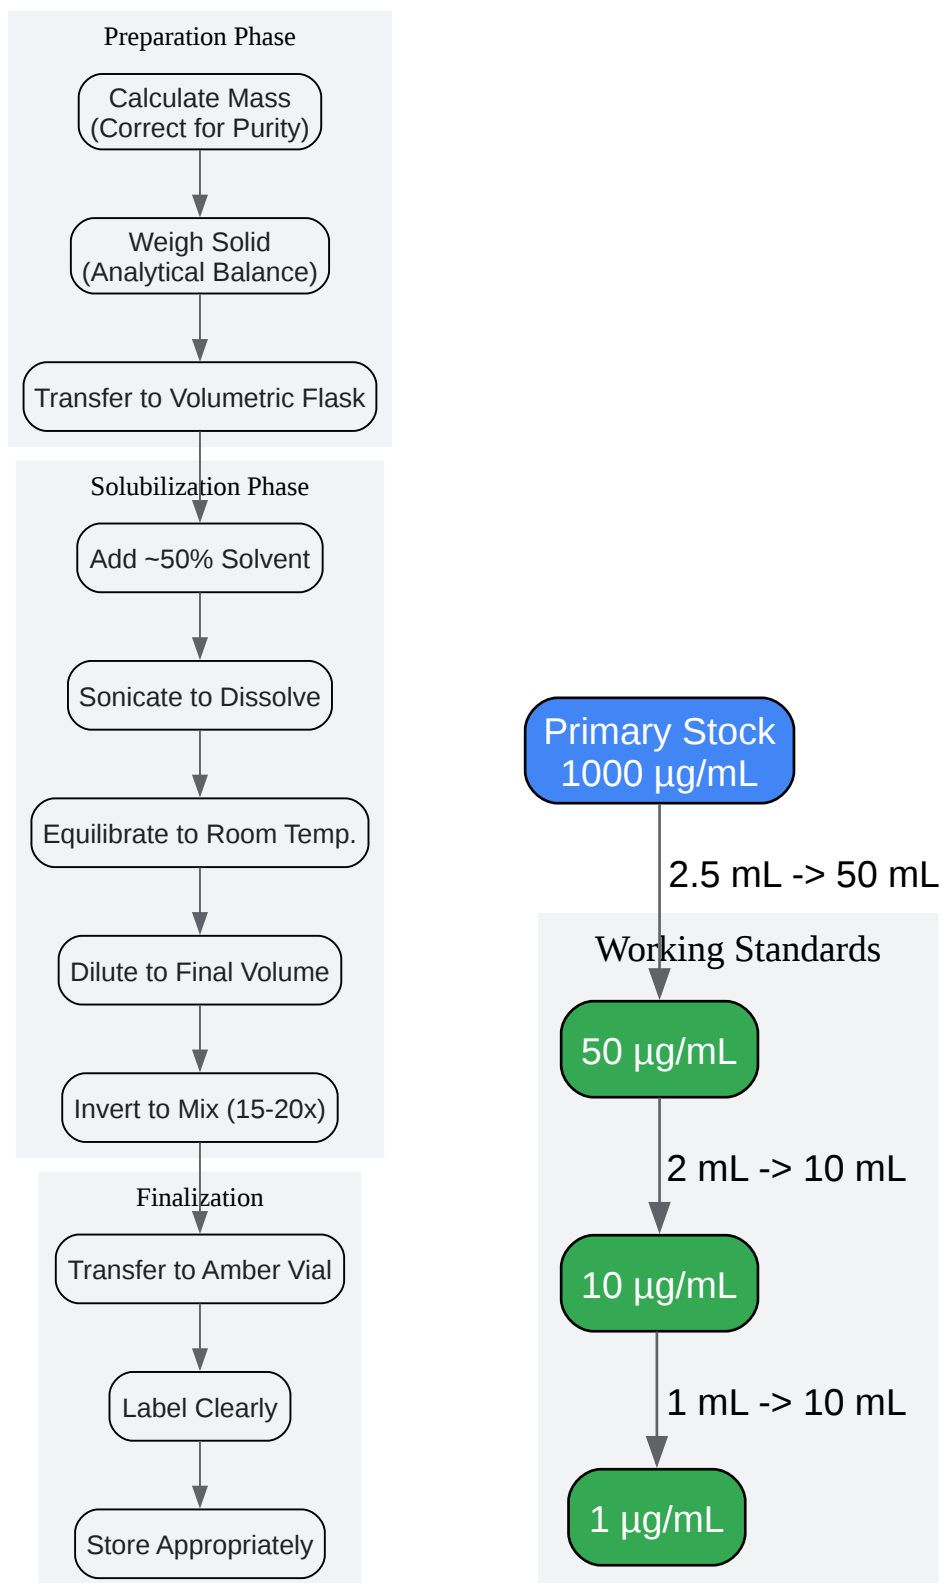 Preparation Phase
Calculate Mass
(Correct for Purity)
Weigh Solid
(Analytical Balance)
Transfer to Volumetric Flask
Solubilization Phase
Add ~50% Solvent
Sonicate to Dissolve
Equilibrate to Room Temp.
Dilute to Final Volume
Invert to Mix (15-20x)
Finalization
Transfer to Amber Vial
Label Clearly
Store Appropriately
Primary Stock
1000 µg/mL
2.5 mL -> 50 mL
Working Standards
50 µg/mL
2 mL -> 10 mL
10 µg/mL
1 mL -> 10 mL
1 µg/mL